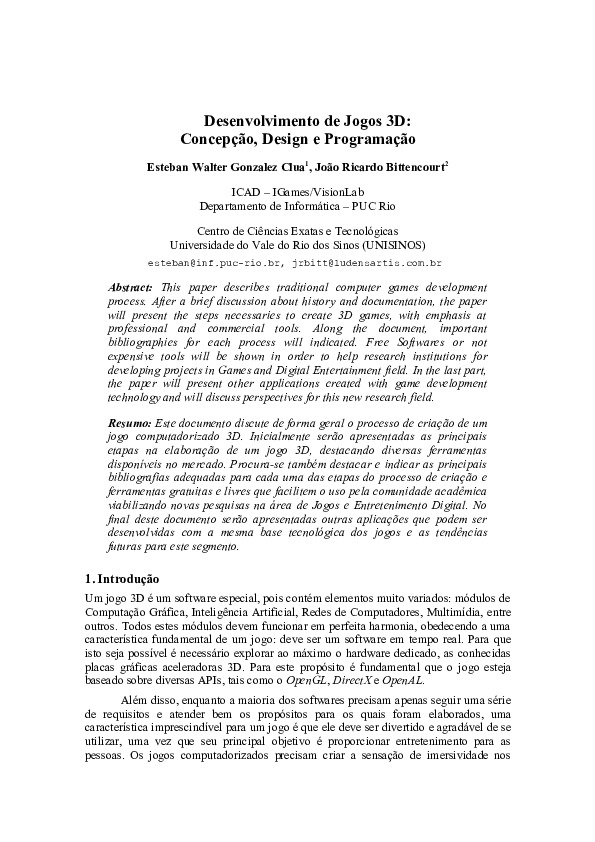 Desenvolvimento de Jogos 3D:
Concepção, Design e Programação
Esteban Walter Gonzalez Clua¹, João Ricardo Bittencourt²
ICAD – IGames/VisionLab
Departamento de Informática – PUC Rio
Centro de Ciências Exatas e Tecnológicas
Universidade do Vale do Rio dos Sinos (UNISINOS)
esteban@inf.puc-rio.br, jrbitt@ludensartis.com.br
Abstract: This paper describes traditional computer games development
process. After a brief discussion about history and documentation, the paper
will present the steps necessaries to create 3D games, with emphasis at
professional and commercial tools. Along the document, important
bibliographies for each process will indicated. Free Softwares or not
expensive tools will be shown in order to help research institutions for
developing projects in Games and Digital Entertainment field. In the last part,
the paper will present other applications created with game development
technology and will discuss perspectives for this new research field.
Resumo: Este documento discute de forma geral o processo de criação de um
jogo computadorizado 3D. Inicialmente serão apresentadas as principais
etapas na elaboração de um jogo 3D, destacando diversas ferramentas
disponíveis no mercado. Procura-se também destacar e indicar as principais
bibliografias adequadas para cada uma das etapas do processo de criação e
ferramentas gratuitas e livres que facilitem o uso pela comunidade acadêmica
viabilizando novas pesquisas na área de Jogos e Entretenimento Digital. No
final deste documento serão apresentadas outras aplicações que podem ser
desenvolvidas com a mesma base tecnológica dos jogos e as tendências
futuras para este segmento.
1. Introdução
Um jogo 3D é um software especial, pois contém elementos muito variados: módulos de
Computação Gráfica, Inteligência Artificial, Redes de Computadores, Multimídia, entre
outros. Todos estes módulos devem funcionar em perfeita harmonia, obedecendo a uma
característica fundamental de um jogo: deve ser um software em tempo real. Para que
isto seja possível é necessário explorar ao máximo o hardware dedicado, as conhecidas
placas gráficas aceleradoras 3D. Para este propósito é fundamental que o jogo esteja
baseado sobre diversas APIs, tais como o OpenGL, DirectX e OpenAL.
Além disso, enquanto a maioria dos softwares precisam apenas seguir uma série
de requisitos e atender bem os propósitos para os quais foram elaborados, uma
característica imprescindível para um jogo é que ele deve ser divertido e agradável de se
utilizar, uma vez que seu principal objetivo é proporcionar entretenimento para as
pessoas. Os jogos computadorizados precisam criar a sensação de imersividade nos